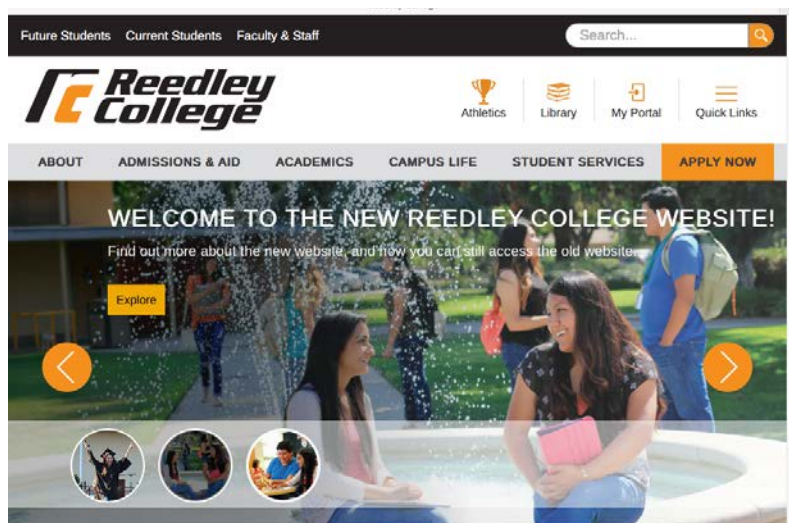 Future Students Current Students Faculty & Staff
Search...
Reedley
College
Athletics Library My Portal Quick Links
ABOUT ADMISSIONS & AID ACADEMICS CAMPUS LIFE STUDENT SERVICES APPLY NOW
WELCOME TO THE NEW REEDLEY COLLEGE WEBSITE!
Find out more about the new website, and how you can still access the old website.
Explore